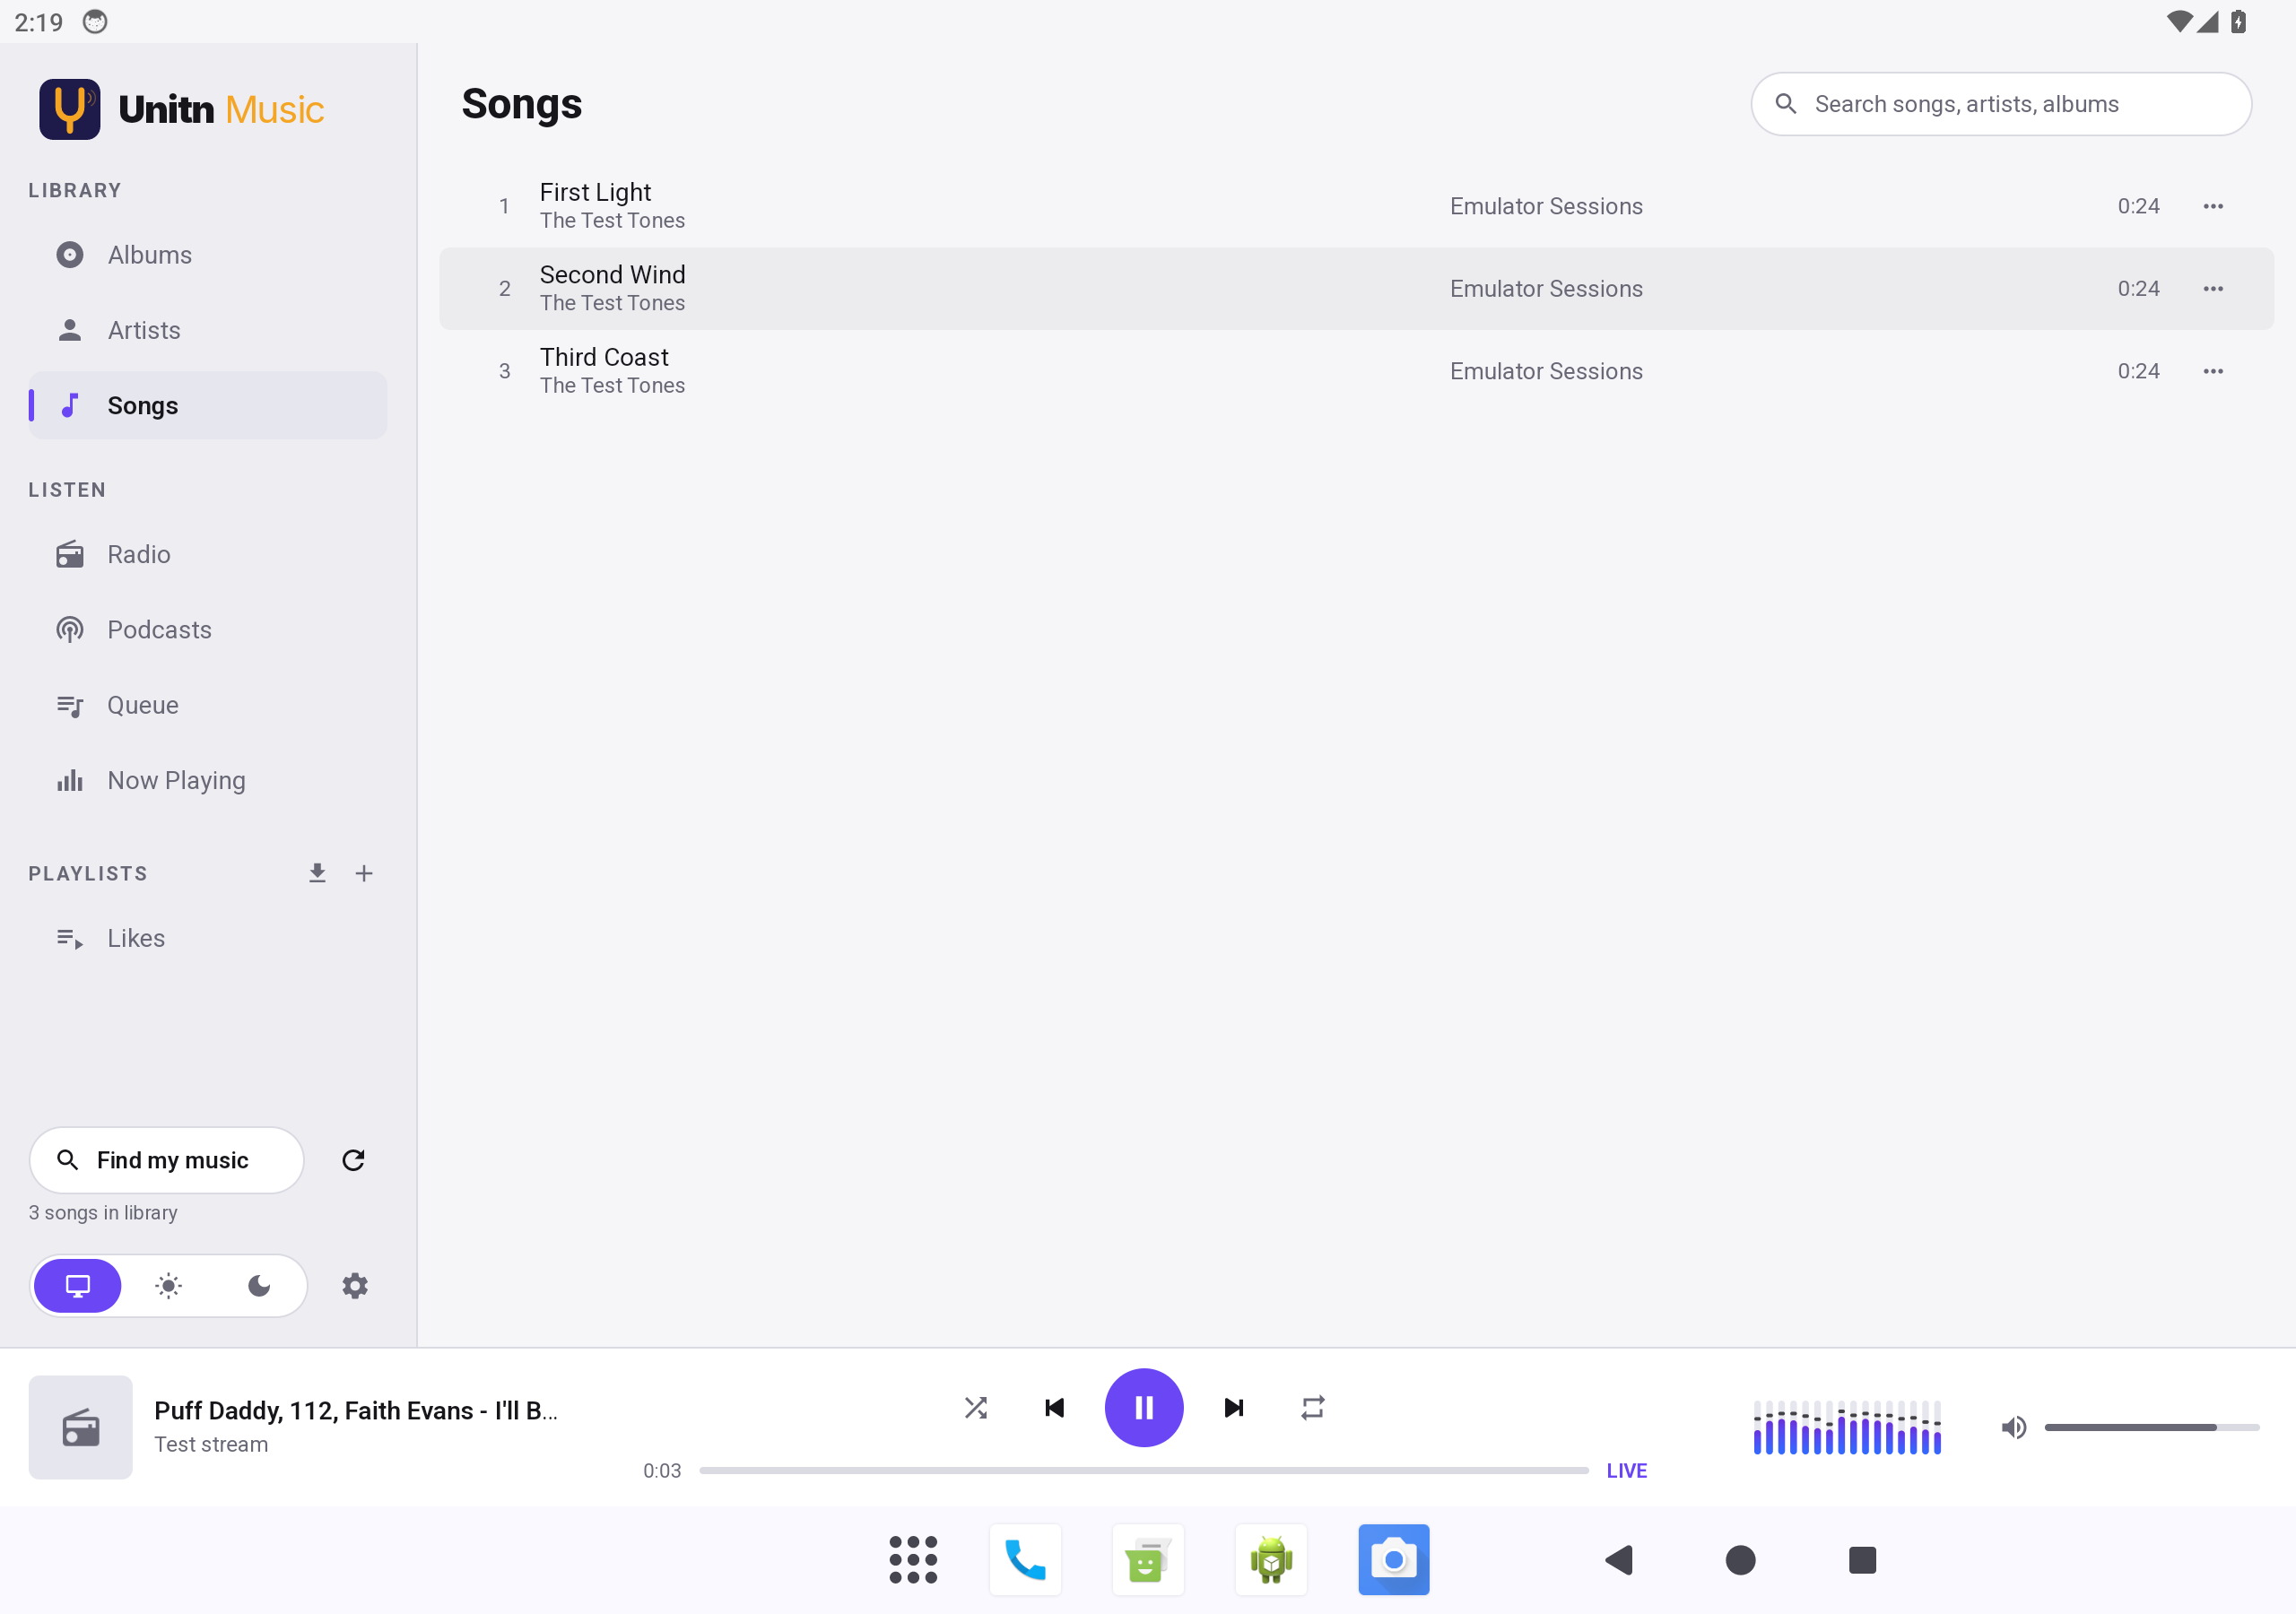 2:19
Unitn Music
LIBRARY
Albums
Artists
Songs
LISTEN
Radio
Podcasts
Queue
Now Playing
PLAYLISTS
Likes
Find my music
3 songs in library
Songs
Search songs, artists, albums
1 First Light Emulator Sessions 0:24
The Test Tones
2 Second Wind Emulator Sessions 0:24
The Test Tones
3 Third Coast Emulator Sessions 0:24
The Test Tones
Puff Daddy, 112, Faith Evans - I'll B...
Test stream
0:03 LIVE